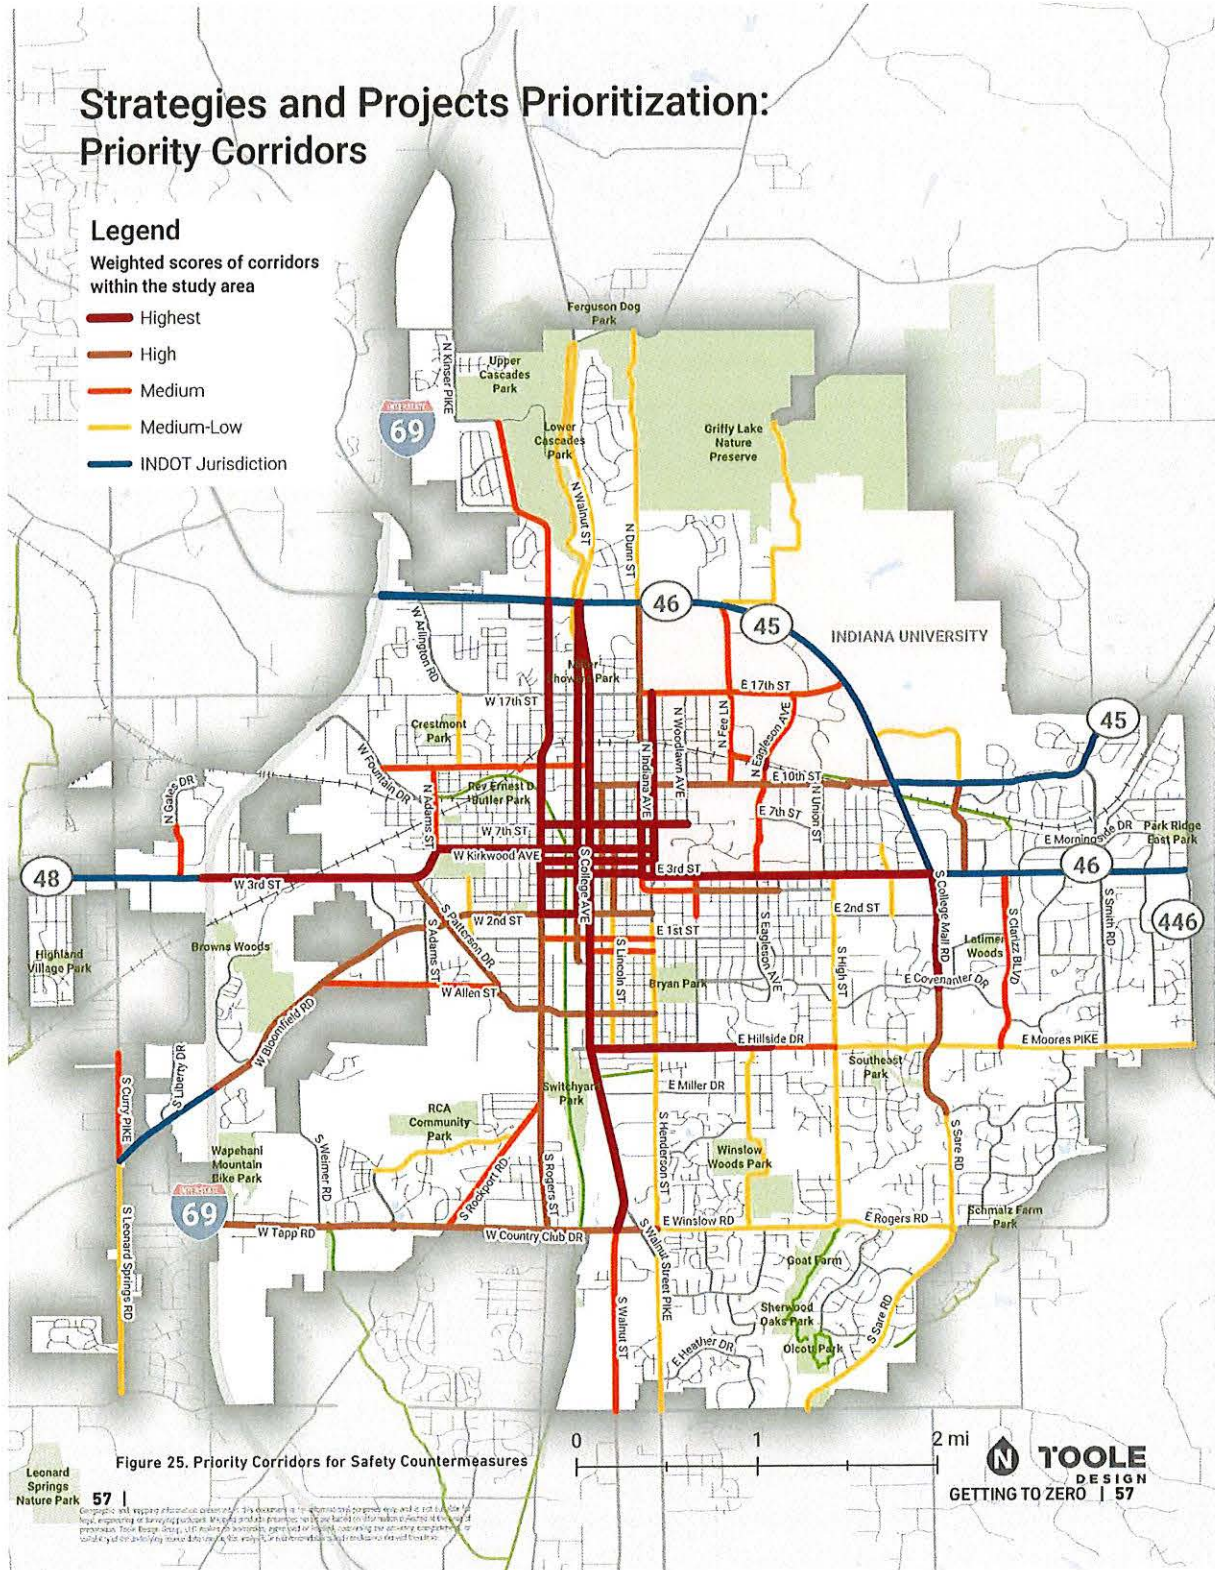 Strategies and Projects Prioritization:
Priority Corridors
Legend
Weighted scores of corridors
within the study area
Highest
High
Medium
Medium-Low
INDOT Jurisdiction
Ferguson Dog
Park
N Kinser PIKE
Upper
Cascades
Park
INTERSTATE
69
Lower
Cascades
Park
Griffy Lake
Nature
Preserve
N Walnut ST
N Dunn ST
46
45
INDIANA UNIVERSITY
W Arlington RD
Park
E 17th ST
W 17th ST
Crestmont
Park
N Woodlawn AVE
N Fee LN
N Eagleson AVE
45
W Fountain DR
N Indiana AVE
E 10th ST
N Gates DR
N Adams ST
Rev Ernest D
Butler Park
N Union ST
E 7th ST
W 7th ST
E Morningside DR
Park Ridge
East Park
W Kirkwood AVE
S College AVE
E 3rd ST
46
48
W 3rd ST
S College Mall RD
S Patterson DR
W 2nd ST
E 2nd ST
S Clarizz BLVD
S Smith RD
446
Browns Woods
S Adams ST
E 1st ST
S Lincoln ST
S Eagleson AVE
S High ST
Latimer
Woods
Highland
Village Park
W Allen ST
Bryan Park
E Covenanter DR
W Bloomfield RD
E Hillside DR
E Moores PIKE
S Liberty DR
Southeast
Park
S Curry PIKE
Switchyard
Park
E Miller DR
RCA
Community
Park
S Henderson ST
S Sare RD
S Weimer RD
Wapehani
Mountain
Bike Park
Winslow
Woods Park
S Rockport RD
S Rogers ST
INTERSTATE
69
S Leonard Springs RD
W Tapp RD
W Country Club DR
E Winslow RD
E Rogers RD
Schmalz Farm
Park
S Walnut Street PIKE
Goat Farm
S Walnut ST
Sherwood
Oaks Park
S Sare RD
E Heather DR
Olcott Park
0 1 2 mi
Figure 25. Priority Corridors for Safety Countermeasures
N TOOLE
DESIGN
Leonard
Springs
Nature Park
57 |
GETTING TO ZERO | 57